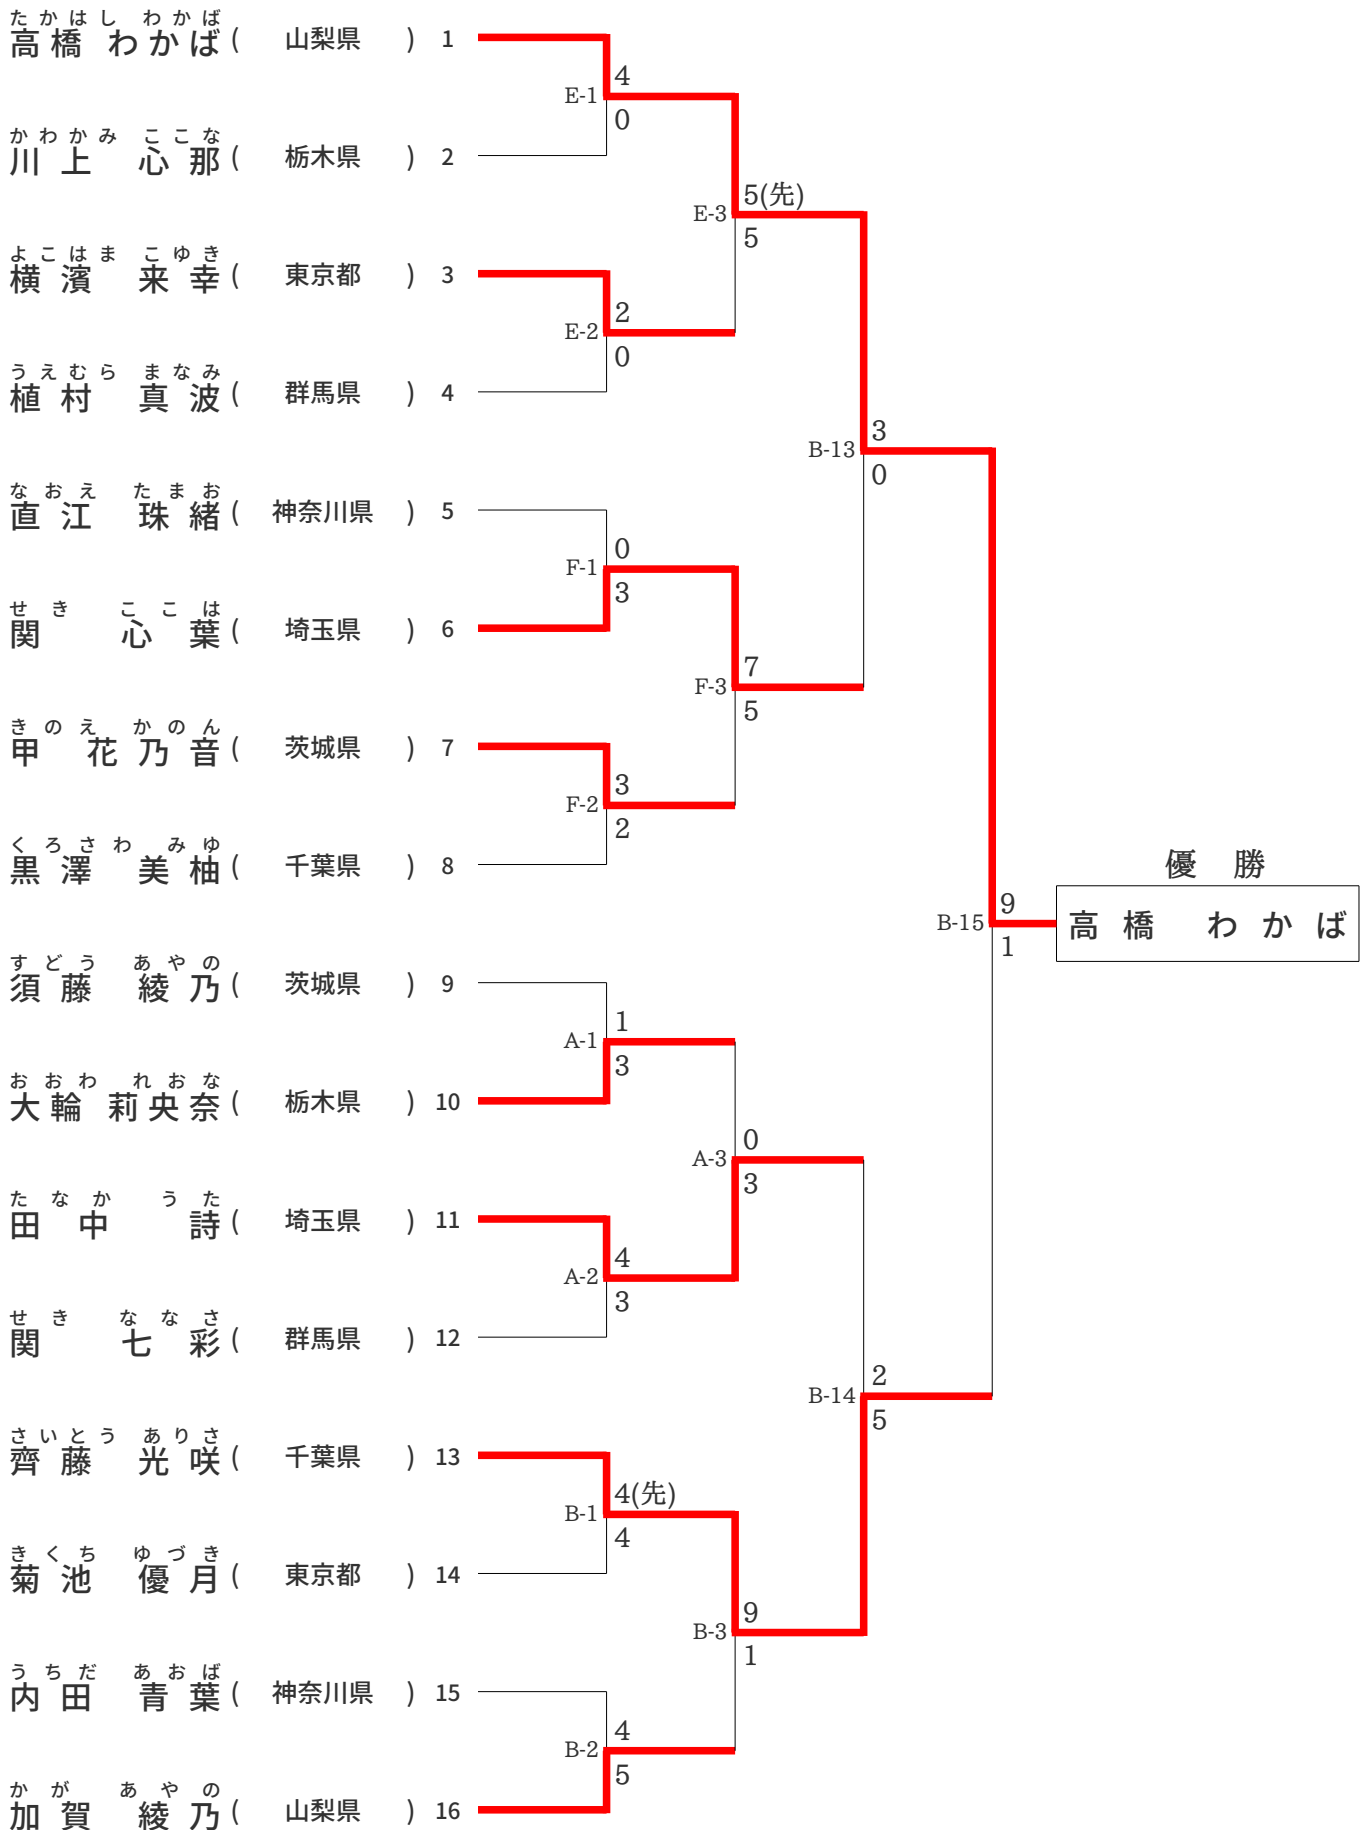 たかはし わかば
高橋 わかば ( 山梨県 ) 1
4
E-1
0
かわかみ ここな
川上 心那 ( 栃木県 ) 2
5(先)
E-3
5
よこはま こゆき
横濱 来幸 ( 東京都 ) 3
2
E-2
0
うえむら まなみ
植村 真波 ( 群馬県 ) 4
3
B-13
0
なおえ たまお
直江 珠緒 ( 神奈川県 ) 5
0
F-1
3
せき ここは
関 心葉 ( 埼玉県 ) 6
7
F-3
5
きのえ かのん
甲 花乃音 ( 茨城県 ) 7
3
F-2
2
くろさわ みゆ
黒澤 美柚 ( 千葉県 ) 8
優勝
9
B-15
高橋 わかば
1
すどう あやの
須藤 綾乃 ( 茨城県 ) 9
1
A-1
3
おおわ れおな
大輪 莉央奈 ( 栃木県 ) 10
0
A-3
3
たなか うた
田中 詩 ( 埼玉県 ) 11
4
A-2
3
せき ななさ
関 七彩 ( 群馬県 ) 12
2
B-14
5
さいとう ありさ
齊藤 光咲 ( 千葉県 ) 13
4(先)
B-1
4
きくち ゆづき
菊池 優月 ( 東京都 ) 14
9
B-3
1
うちだ あおば
内田 青葉 ( 神奈川県 ) 15
4
B-2
5
かが あやの
加賀 綾乃 ( 山梨県 ) 16